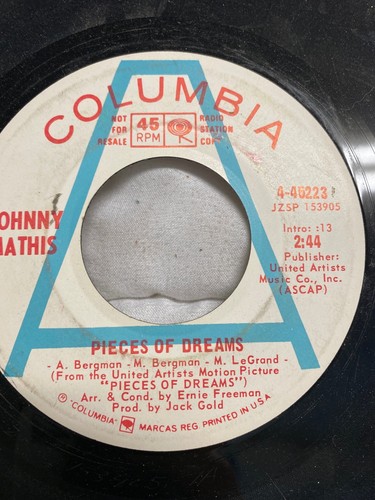 A
COLUMBIA
NOT FOR RESALE
45 RPM
RADIO STATION COPY
4-45223
JZSP 153905
OHNNY
MATHIS
Intro: :13
2:44
Publisher:
United Artists
Music Co., Inc.
(ASCAP)
PIECES OF DREAMS
- A. Bergman - M. Bergman - M. LeGrand -
(From the United Artists Motion Picture
"PIECES OF DREAMS")
Arr. & Cond. by Ernie Freeman
Prod. by Jack Gold
℗ "COLUMBIA" MARCAS REG. PRINTED IN U.S.A.